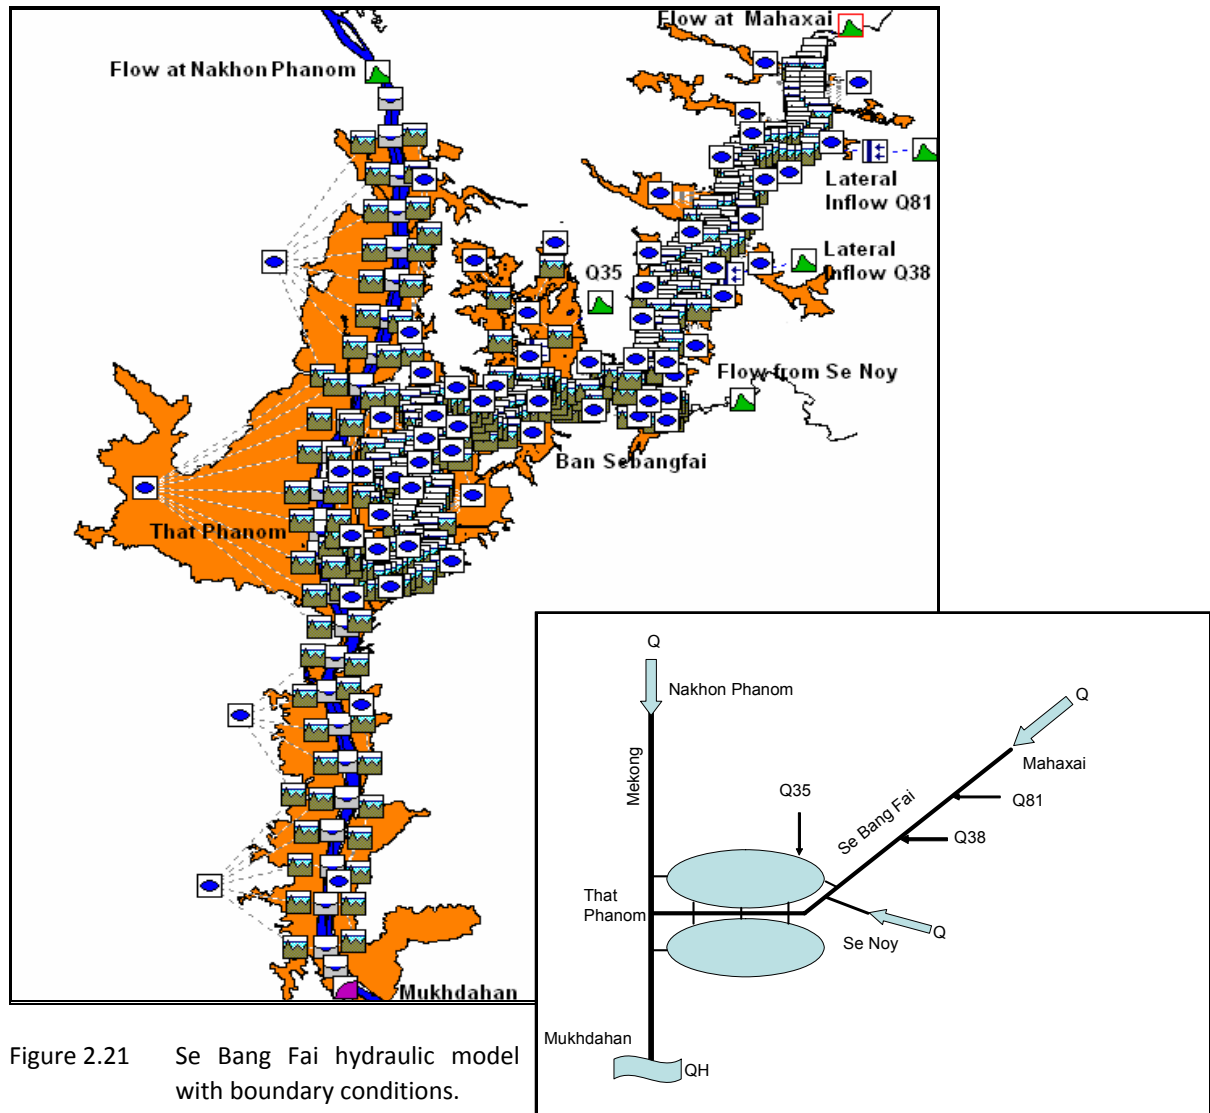 Flow at Mahaxai
Flow at Nakhon Phanom
Lateral
Inflow Q81
Lateral
Inflow Q38
Q35
Flow from Se Noy
Ban Sebangfai
That Phanom
Mukhdahan
Q
Nakhon Phanom
Q
Mahaxai
Mekong
Q35
Q81
Se Bang Fai
Q38
That
Phanom
Q
Se Noy
Mukhdahan
QH
Figure 2.21 Se Bang Fai hydraulic model
with boundary conditions.